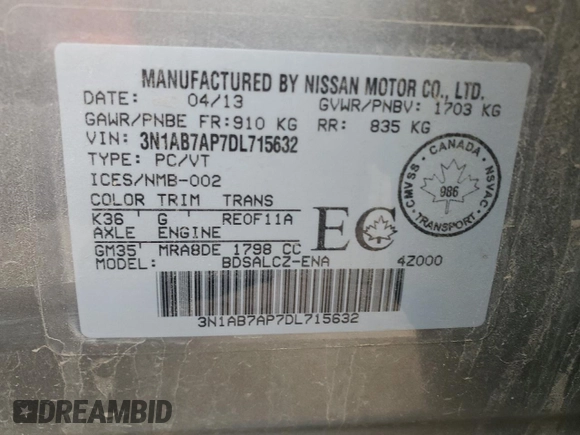 MANUFACTURED BY NISSAN MOTOR CO., LTD.
DATE: 04/13 GVWR/PNBV: 1703 KG
GAWR/PNBE FR: 910 KG RR: 835 KG
VIN: 3N1AB7AP7DL715632
TYPE: PC/VT
ICES/NMB-002
COLOR TRIM TRANS
K36 G RE0F11A
AXLE ENGINE
GM35 MRA8DE 1798 CC
MODEL: BDSALCZ-ENA 4Z000
EC
CANADA
CMVSS NSVAC
986
TRANSPORT
3N1AB7AP7DL715632
DREAMBID